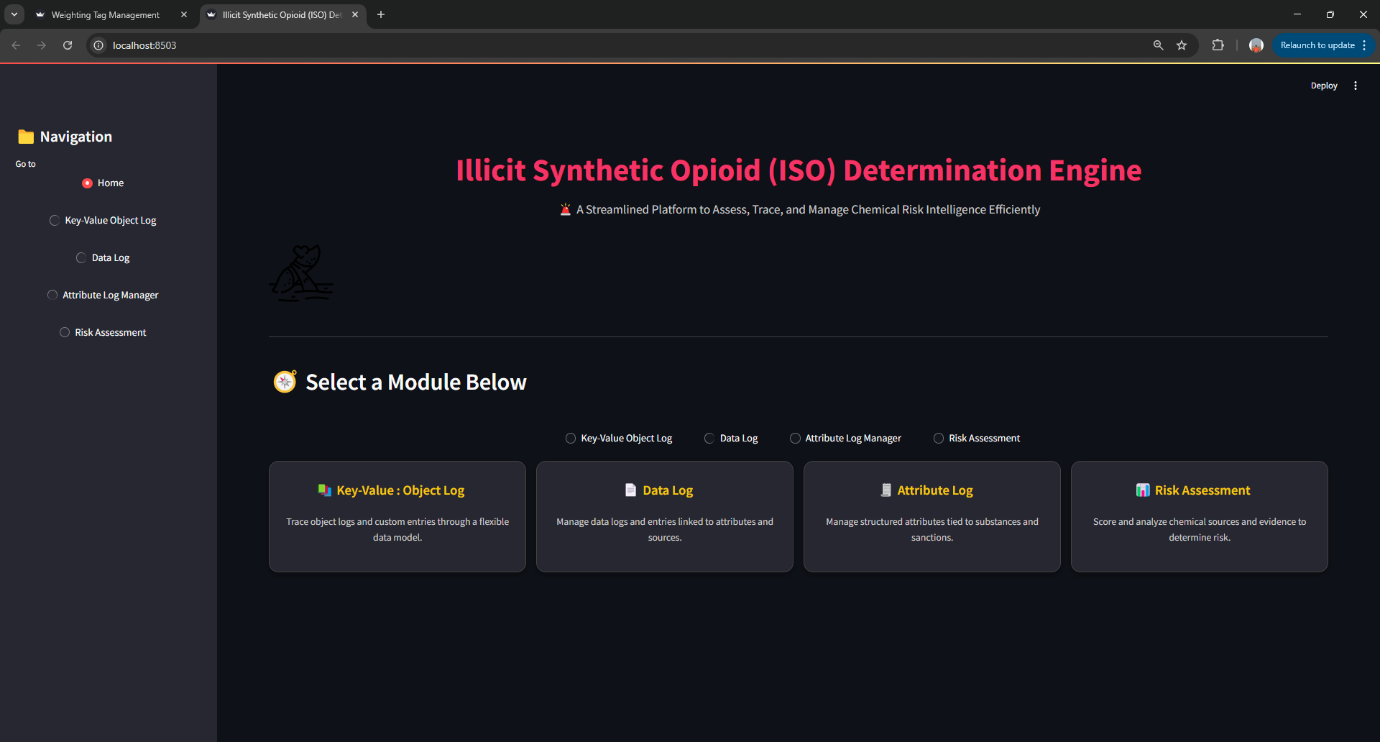 Weighting Tag Management
Illicit Synthetic Opioid (ISO) Det
localhost:8503
Relaunch to update
Deploy
Navigation
Go to
Home
Key-Value Object Log
Data Log
Attribute Log Manager
Risk Assessment
Illicit Synthetic Opioid (ISO) Determination Engine
A Streamlined Platform to Assess, Trace, and Manage Chemical Risk Intelligence Efficiently
Select a Module Below
Key-Value Object Log
Data Log
Attribute Log Manager
Risk Assessment
Key-Value : Object Log
Trace object logs and custom entries through a flexible
data model.
Data Log
Manage data logs and entries linked to attributes and
sources.
Attribute Log
Manage structured attributes tied to substances and
sanctions.
Risk Assessment
Score and analyze chemical sources and evidence to
determine risk.